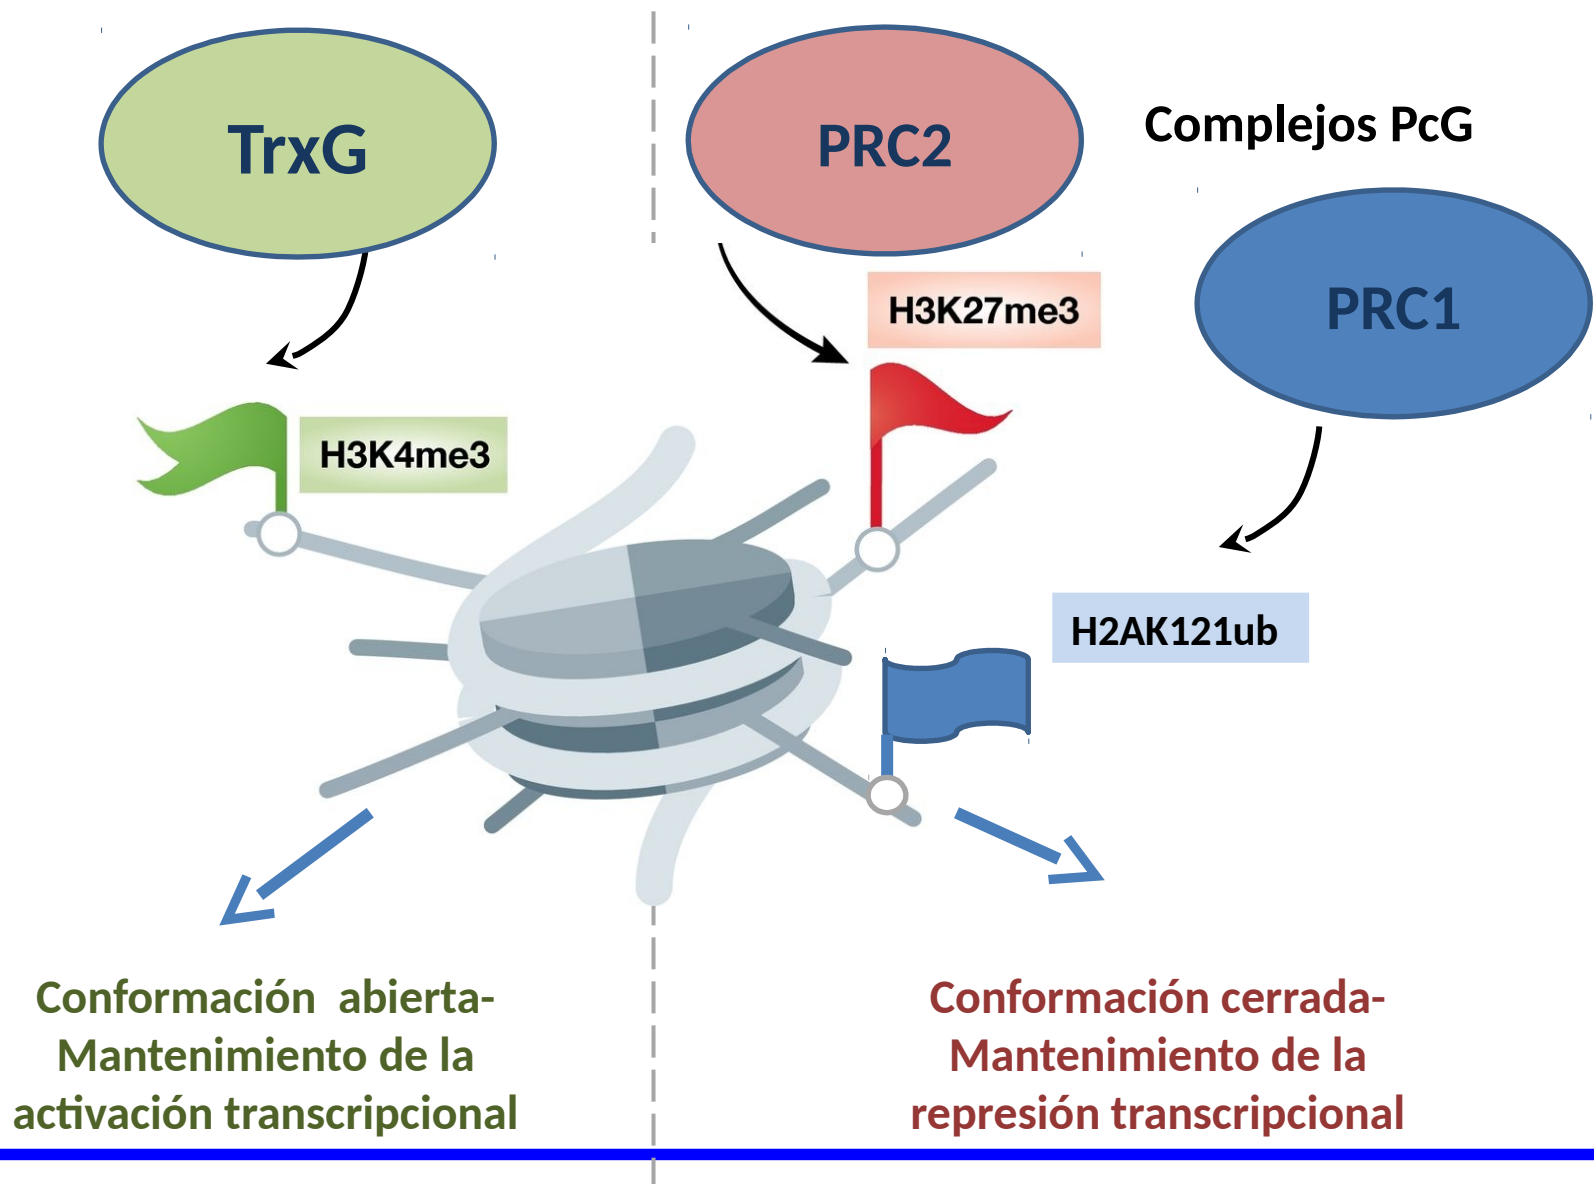 TrxG
PRC2
Complejos PcG
PRC1
H3K27me3
H3K4me3
H2AK121ub
Conformación  abierta-
Mantenimiento de la
activación transcripcional
Conformación cerrada-
Mantenimiento de la
represión transcripcional